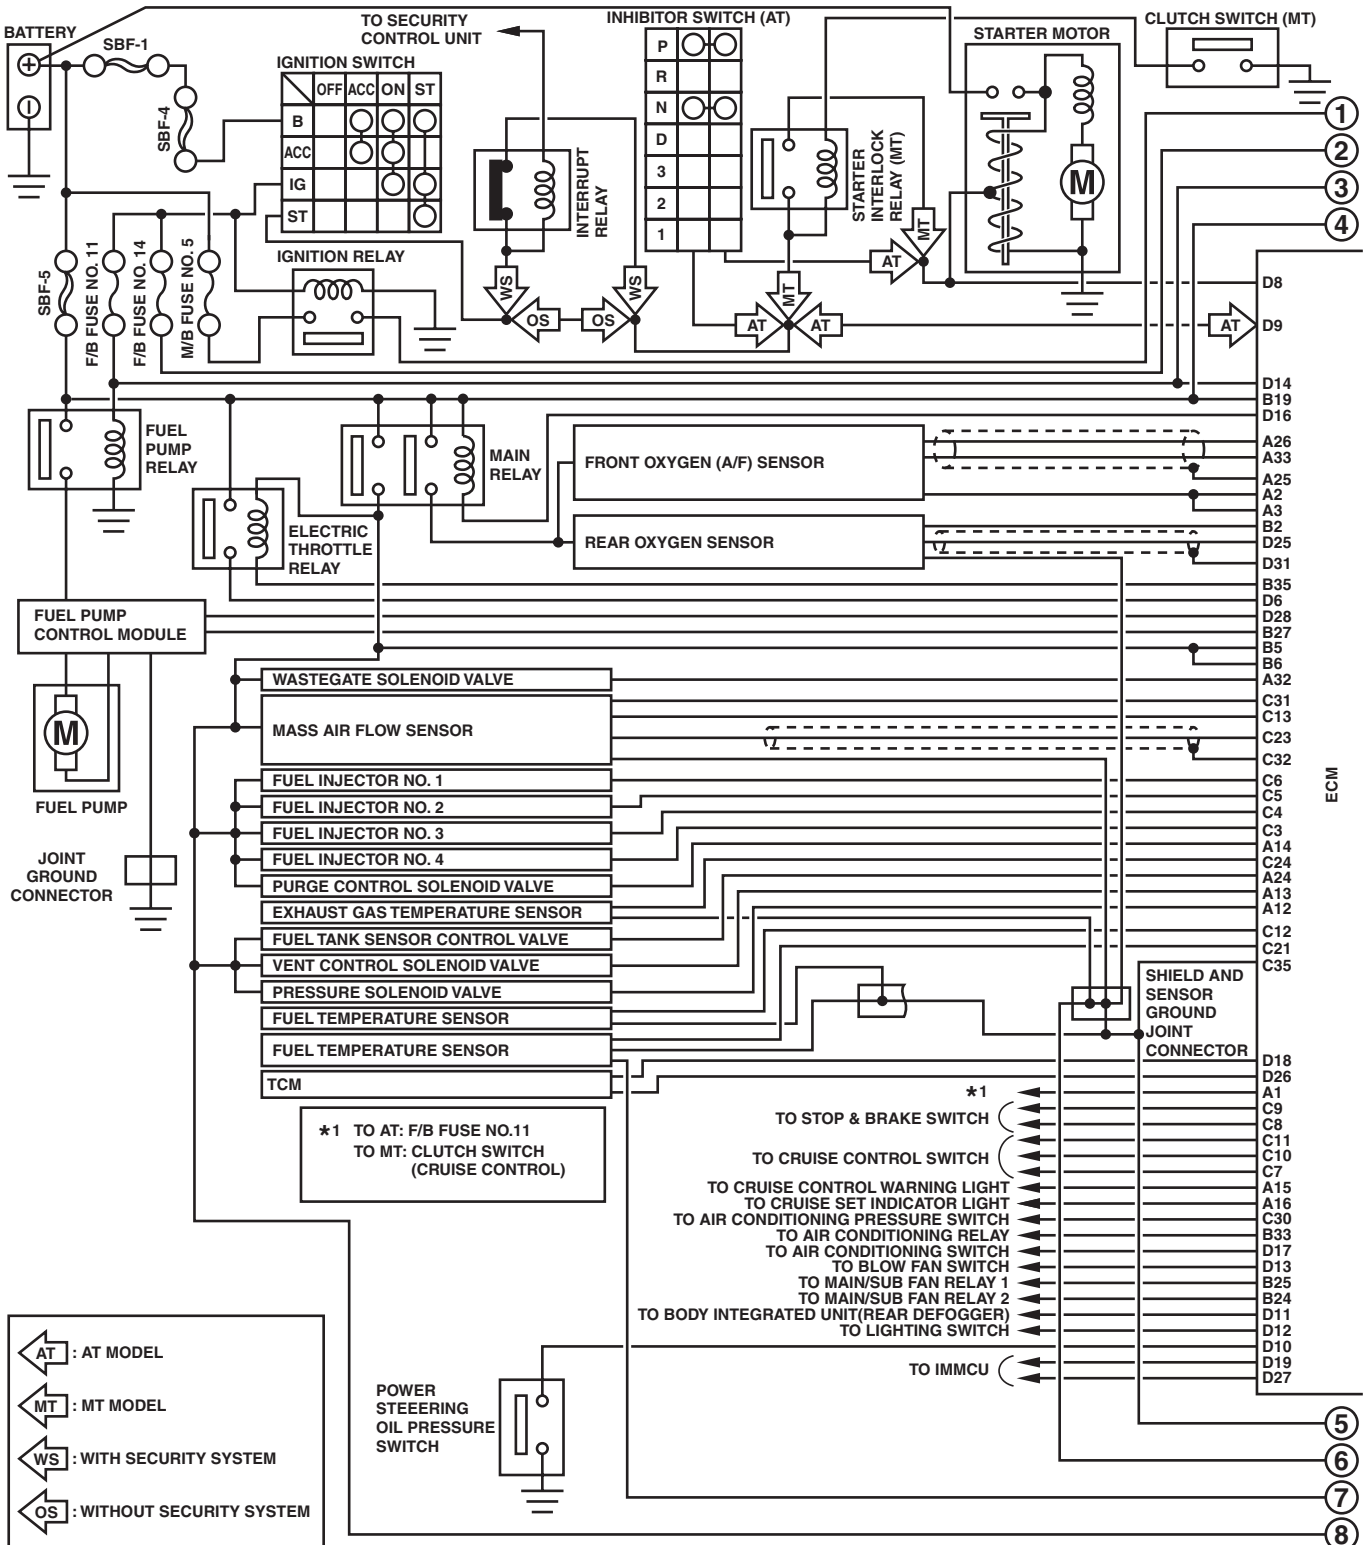 BATTERY
SBF-1
SBF-4
TO SECURITY
CONTROL UNIT
IGNITION SWITCH
OFF ACC ON ST
B
ACC
IG
ST
INTERRUPT
RELAY
INHIBITOR SWITCH (AT)
P
R
N
D
3
2
1
STARTER
INTERLOCK
RELAY (MT)
STARTER MOTOR
M
CLUTCH SWITCH (MT)
1
2
3
4
SBF-5
F/B FUSE NO. 11
F/B FUSE NO. 14
M/B FUSE NO. 5
IGNITION RELAY
WS
OS
OS
WS
AT
MT
AT
AT
MT
AT
FUEL
PUMP
RELAY
ELECTRIC
THROTTLE
RELAY
MAIN
RELAY
FRONT OXYGEN (A/F) SENSOR
REAR OXYGEN SENSOR
FUEL PUMP
CONTROL MODULE
M
FUEL PUMP
JOINT
GROUND
CONNECTOR
WASTEGATE SOLENOID VALVE
MASS AIR FLOW SENSOR
FUEL INJECTOR NO. 1
FUEL INJECTOR NO. 2
FUEL INJECTOR NO. 3
FUEL INJECTOR NO. 4
PURGE CONTROL SOLENOID VALVE
EXHAUST GAS TEMPERATURE SENSOR
FUEL TANK SENSOR CONTROL VALVE
VENT CONTROL SOLENOID VALVE
PRESSURE SOLENOID VALVE
FUEL TEMPERATURE SENSOR
FUEL TEMPERATURE SENSOR
TCM
*1 TO AT: F/B FUSE NO.11
TO MT: CLUTCH SWITCH
(CRUISE CONTROL)
SHIELD AND
SENSOR
GROUND
JOINT
CONNECTOR
*1
TO STOP & BRAKE SWITCH
TO CRUISE CONTROL SWITCH
TO CRUISE CONTROL WARNING LIGHT
TO CRUISE SET INDICATOR LIGHT
TO AIR CONDITIONING PRESSURE SWITCH
TO AIR CONDITIONING RELAY
TO AIR CONDITIONING SWITCH
TO BLOW FAN SWITCH
TO MAIN/SUB FAN RELAY 1
TO MAIN/SUB FAN RELAY 2
TO BODY INTEGRATED UNIT(REAR DEFOGGER)
TO LIGHTING SWITCH
TO IMMCU
D8
D9
D14
B19
D16
A26
A33
A25
A2
A3
B2
D25
D31
B35
D6
D28
B27
B5
B6
A32
C31
C13
C23
C32
C6
C5
C4
C3
A14
C24
A24
A13
A12
C12
C21
C35
D18
D26
A1
C9
C8
C11
C10
C7
A15
A16
C30
B33
D17
D13
B25
B24
D11
D12
D10
D19
D27
ECM
POWER
STEEERING
OIL PRESSURE
SWITCH
AT : AT MODEL
MT : MT MODEL
WS : WITH SECURITY SYSTEM
OS : WITHOUT SECURITY SYSTEM
5
6
7
8